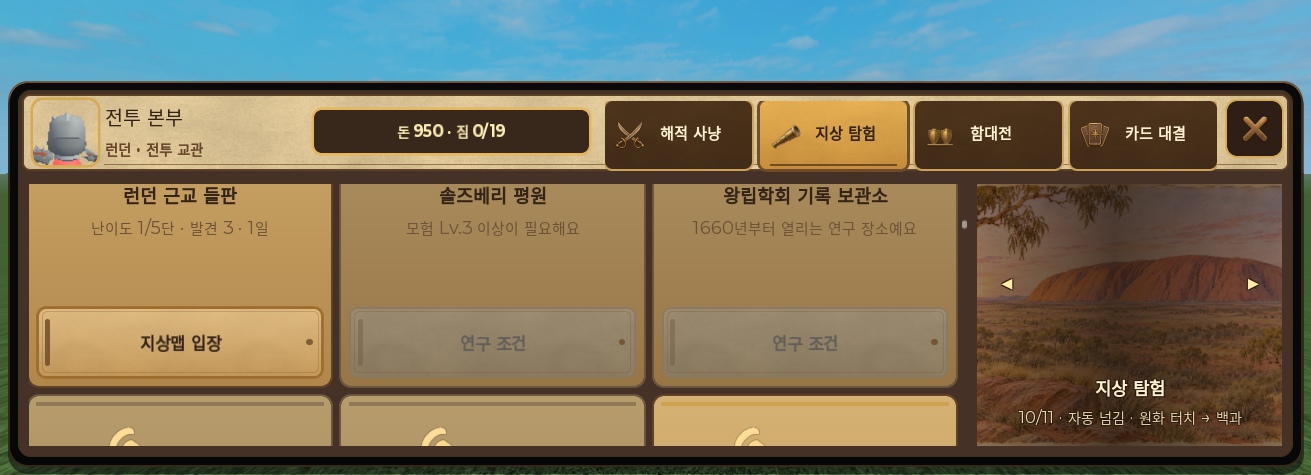 전투 본부
런던 · 전투 교관
돈 950 · 짐 0/19
해적 사냥
지상 탐험
함대전
카드 대결
런던 근교 들판
난이도 1/5단 · 발견 3 · 1일
지상맵 입장
솔즈베리 평원
모험 Lv.3 이상이 필요해요
연구 조건
왕립학회 기록 보관소
1660년부터 열리는 연구 장소예요
연구 조건
지상 탐험
10/11 · 자동 넘김 · 원화 터치 → 백과